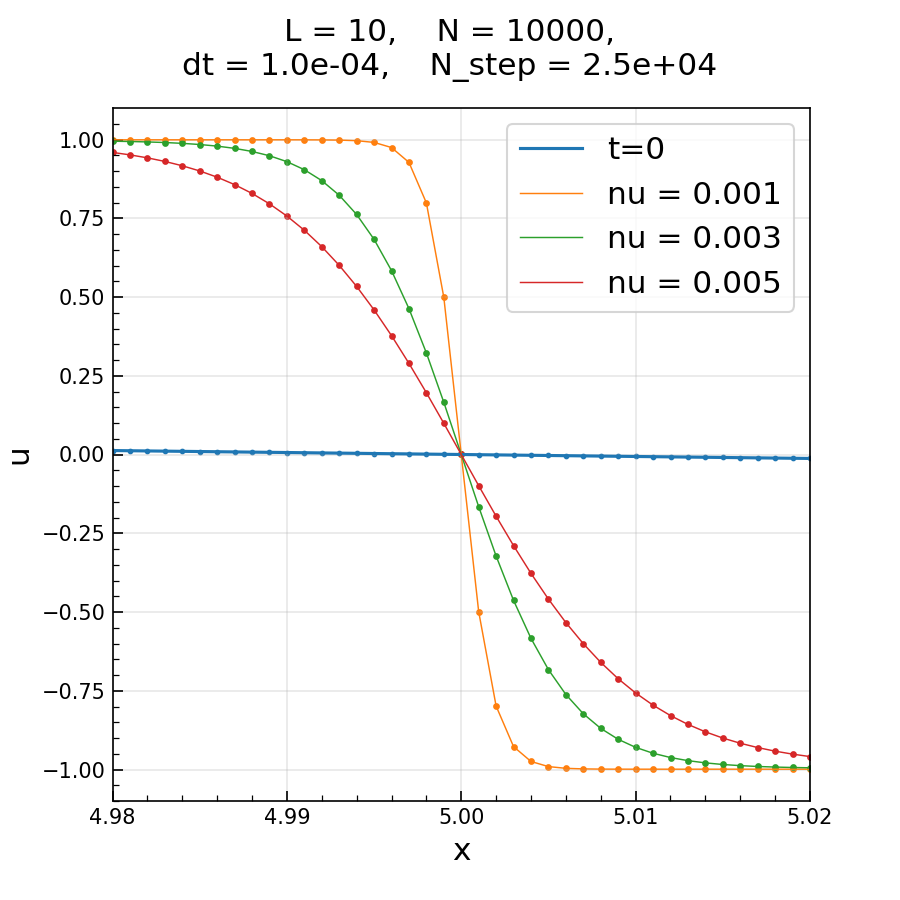 L = 10,    N = 10000,
dt = 1.0e-04,    N_step = 2.5e+04
t=0
nu = 0.001
nu = 0.003
nu = 0.005
1.00
0.75
0.50
0.25
0.00
−0.25
−0.50
−0.75
−1.00
u
4.98 4.99 5.00 5.01 5.02
x